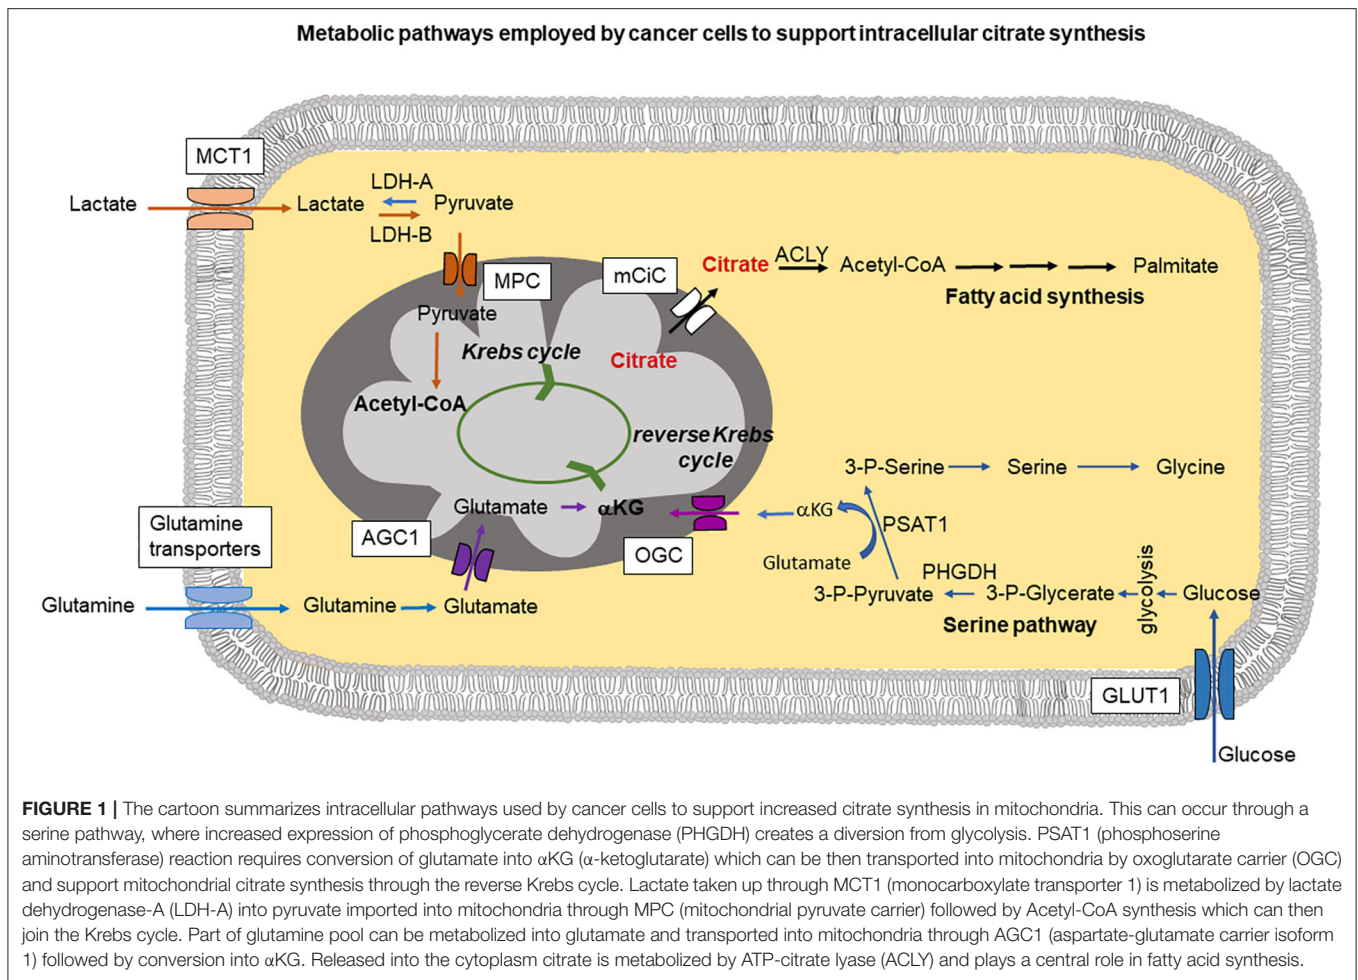 Metabolic pathways employed by cancer cells to support intracellular citrate synthesis
MCT1
Lactate
Lactate
LDH-A
Pyruvate
LDH-B
MPC
mCiC
Citrate
ACLY
Acetyl-CoA
Palmitate
Fatty acid synthesis
Pyruvate
Krebs cycle
Citrate
Acetyl-CoA
reverse Krebs
cycle
3-P-Serine
Serine
Glycine
Glutamate
αKG
αKG
PSAT1
Glutamine
transporters
AGC1
OGC
Glutamate
PHGDH
3-P-Pyruvate
3-P-Glycerate
glycolysis
Glucose
Serine pathway
Glutamine
Glutamine
Glutamate
GLUT1
Glucose
FIGURE 1 | The cartoon summarizes intracellular pathways used by cancer cells to support increased citrate synthesis in mitochondria. This can occur through a
serine pathway, where increased expression of phosphoglycerate dehydrogenase (PHGDH) creates a diversion from glycolysis. PSAT1 (phosphoserine
aminotransferase) reaction requires conversion of glutamate into αKG (α-ketoglutarate) which can be then transported into mitochondria by oxoglutarate carrier (OGC)
and support mitochondrial citrate synthesis through the reverse Krebs cycle. Lactate taken up through MCT1 (monocarboxylate transporter 1) is metabolized by lactate
dehydrogenase-A (LDH-A) into pyruvate imported into mitochondria through MPC (mitochondrial pyruvate carrier) followed by Acetyl-CoA synthesis which can then
join the Krebs cycle. Part of glutamine pool can be metabolized into glutamate and transported into mitochondria through AGC1 (aspartate-glutamate carrier isoform
1) followed by conversion into αKG. Released into the cytoplasm citrate is metabolized by ATP-citrate lyase (ACLY) and plays a central role in fatty acid synthesis.